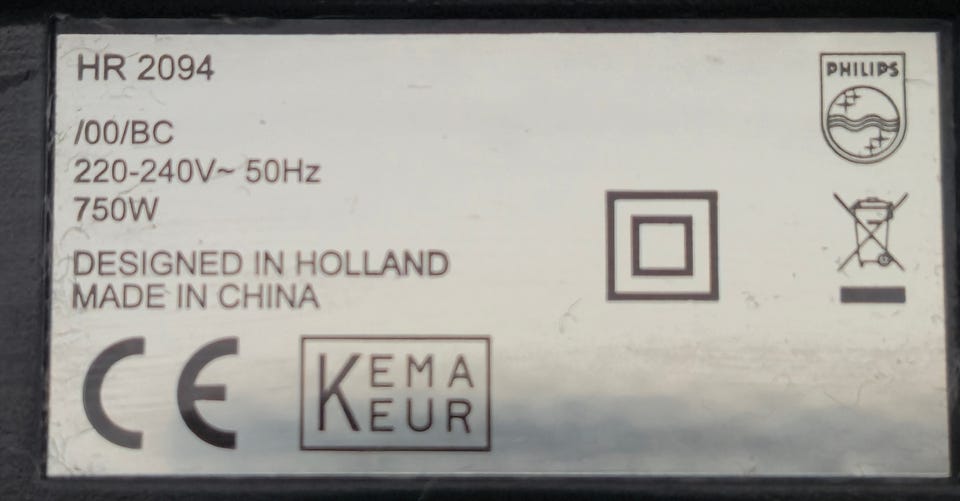 HR 2094
PHILIPS
/00/BC
220-240V~ 50Hz
750W
DESIGNED IN HOLLAND
MADE IN CHINA
CE
KEMA
KEUR